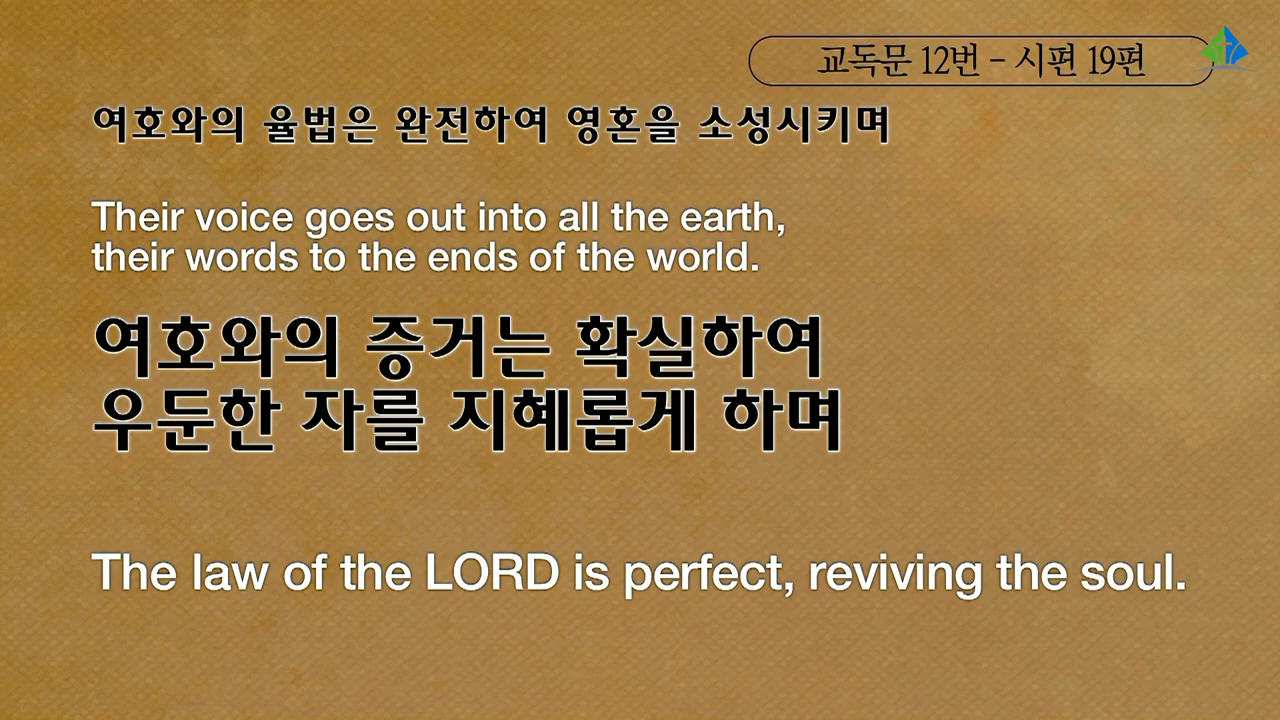 교독문 12번 - 시편 19편
여호와의 율법은 완전하여 영혼을 소성시키며
Their voice goes out into all the earth,
their words to the ends of the world.
여호와의 증거는 확실하여
우둔한 자를 지혜롭게 하며
The law of the LORD is perfect, reviving the soul.